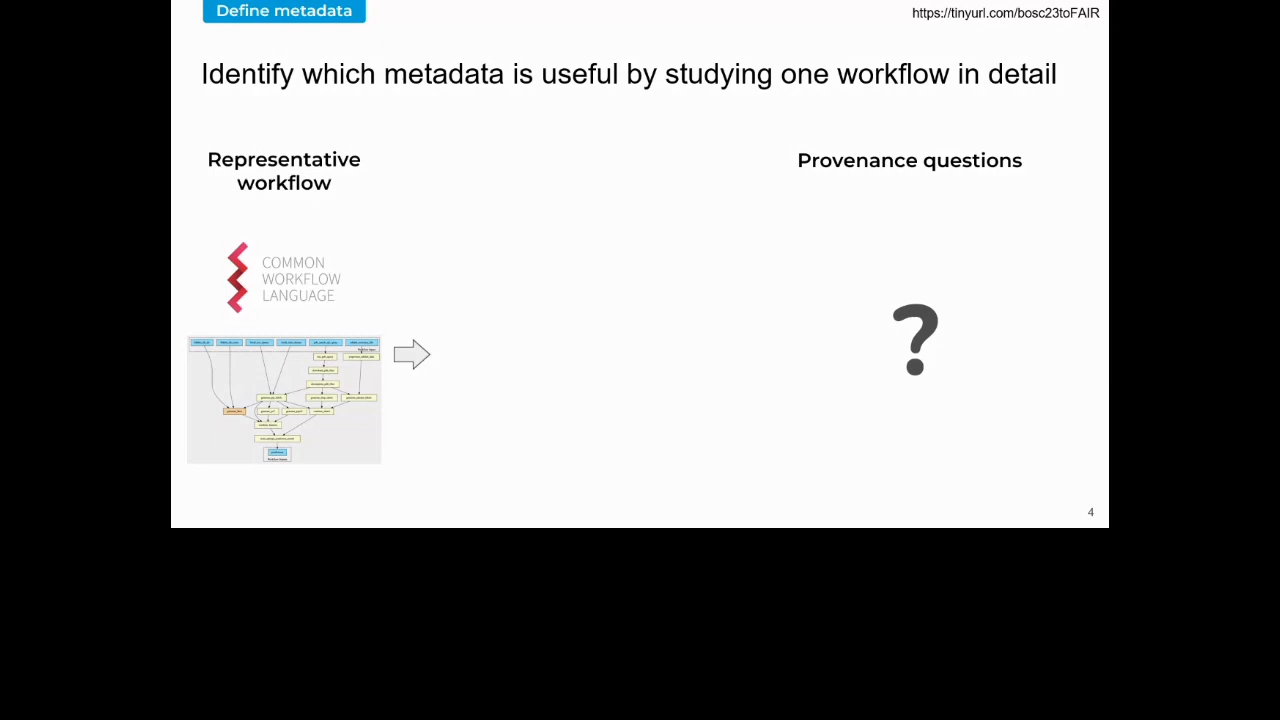 Define metadata
https://tinyurl.com/bosc23toFAIR
Identify which metadata is useful by studying one workflow in detail
Representative
workflow
Provenance questions
COMMON
WORKFLOW
LANGUAGE
4